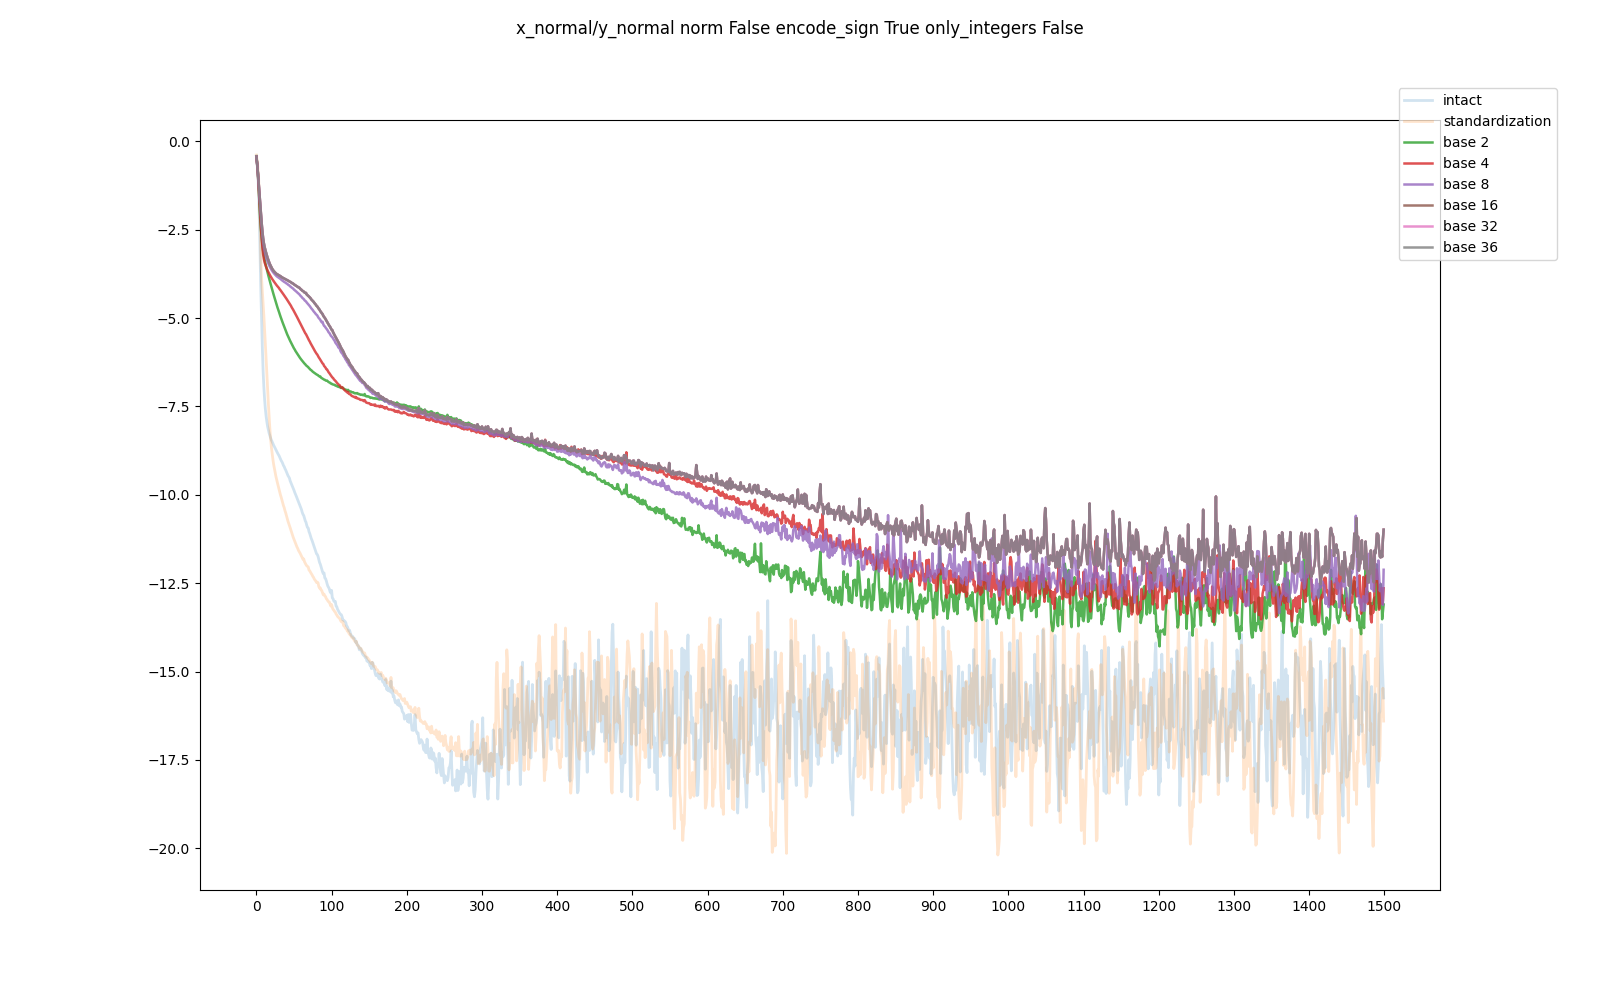 x_normal/y_normal norm False encode_sign True only_integers False
intact
standardization
base 2
base 4
base 8
base 16
base 32
base 36
0.0
−2.5
−5.0
−7.5
−10.0
−12.5
−15.0
−17.5
−20.0
0 100 200 300 400 500 600 700 800 900 1000 1100 1200 1300 1400 1500